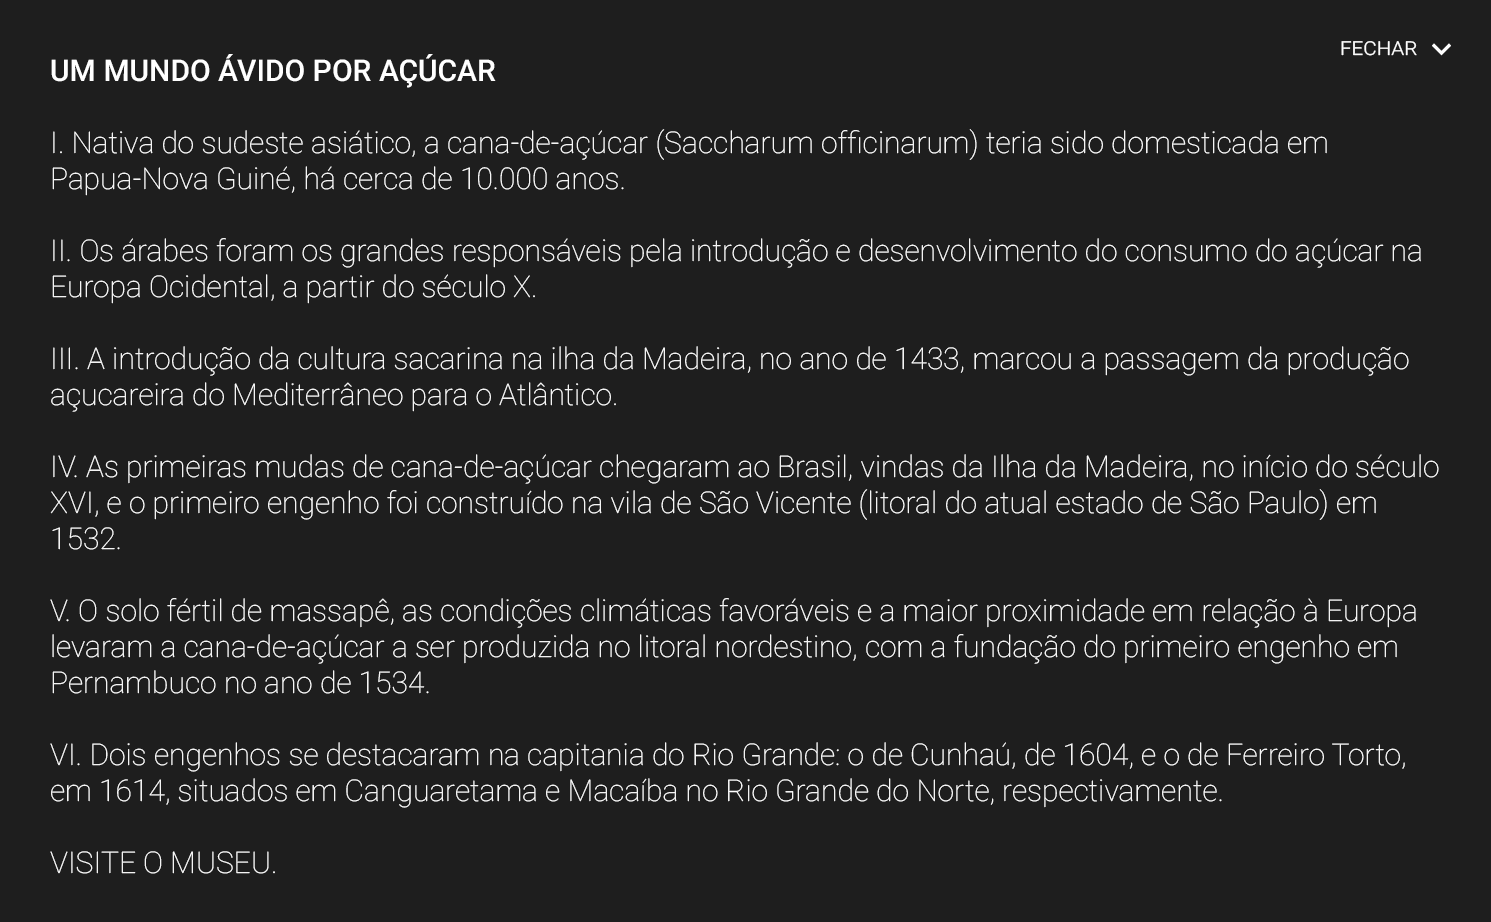 FECHAR
UM MUNDO ÁVIDO POR AÇÚCAR
I. Nativa do sudeste asiático, a cana-de-açúcar (Saccharum officinarum) teria sido domesticada em
Papua-Nova Guiné, há cerca de 10.000 anos.
II. Os árabes foram os grandes responsáveis pela introdução e desenvolvimento do consumo do açúcar na
Europa Ocidental, a partir do século X.
III. A introdução da cultura sacarina na ilha da Madeira, no ano de 1433, marcou a passagem da produção
açucareira do Mediterrâneo para o Atlântico.
IV. As primeiras mudas de cana-de-açúcar chegaram ao Brasil, vindas da Ilha da Madeira, no início do século
XVI, e o primeiro engenho foi construído na vila de São Vicente (litoral do atual estado de São Paulo) em
1532.
V. O solo fértil de massapê, as condições climáticas favoráveis e a maior proximidade em relação à Europa
levaram a cana-de-açúcar a ser produzida no litoral nordestino, com a fundação do primeiro engenho em
Pernambuco no ano de 1534.
VI. Dois engenhos se destacaram na capitania do Rio Grande: o de Cunhaú, de 1604, e o de Ferreiro Torto,
em 1614, situados em Canguaretama e Macaíba no Rio Grande do Norte, respectivamente.
VISITE O MUSEU.